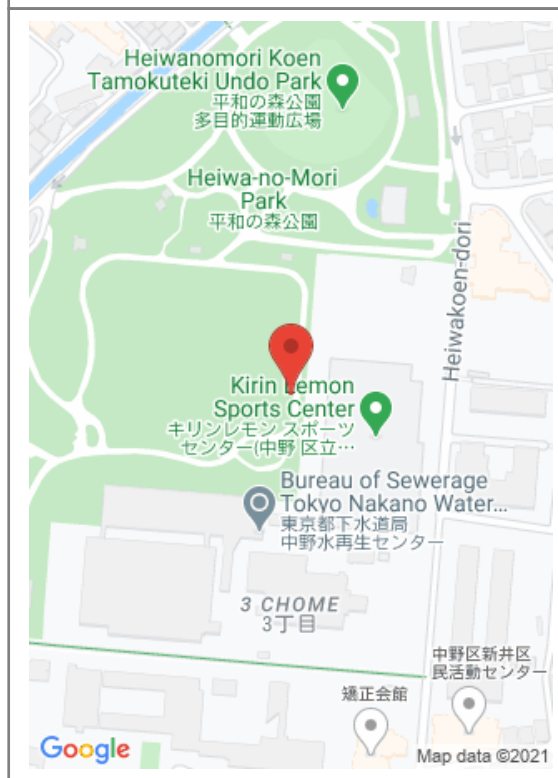 Heiwanomori Koen
Tamokuteki Undo Park
平和の森公園
多目的運動広場
Heiwa-no-Mori
Park
平和の森公園
Heiwakoen-dori
Kirin Lemon
Sports Center
キリンレモン スポーツ
センター(中野 区立…
Bureau of Sewerage
Tokyo Nakano Water...
東京都下水道局
中野水再生センター
3 CHOME
3丁目
中野区新井区
民活動センター
矯正会館
Google
Map data ©2021